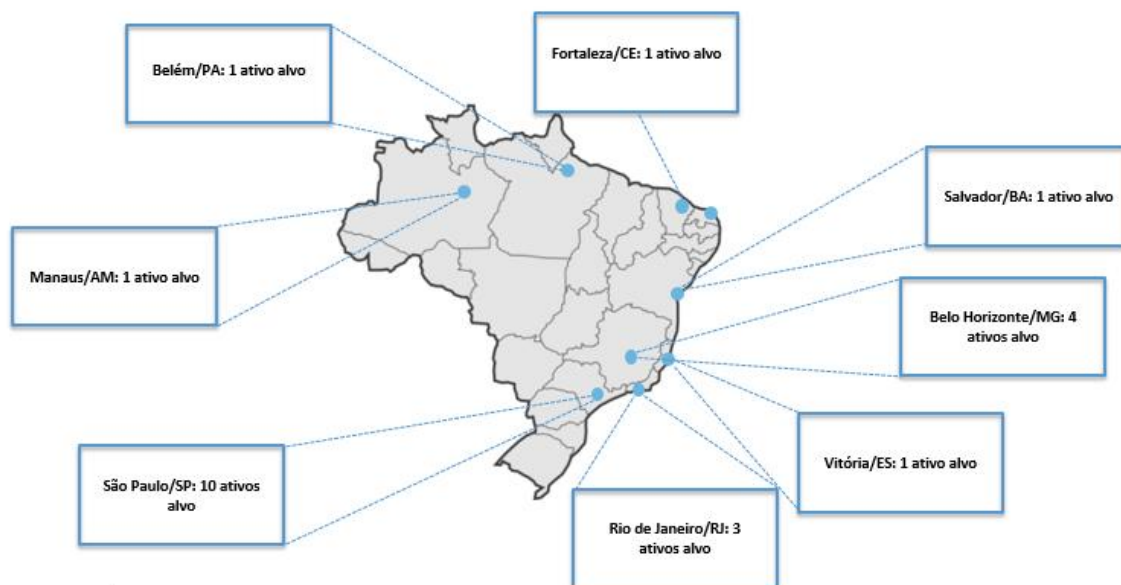 Fortaleza/CE: 1 ativo alvo
Belém/PA: 1 ativo alvo
Salvador/BA: 1 ativo alvo
Manaus/AM: 1 ativo alvo
Belo Horizonte/MG: 4
ativos alvo
Vitória/ES: 1 ativo alvo
São Paulo/SP: 10 ativos
alvo
Rio de Janeiro/RJ: 3
ativos alvo